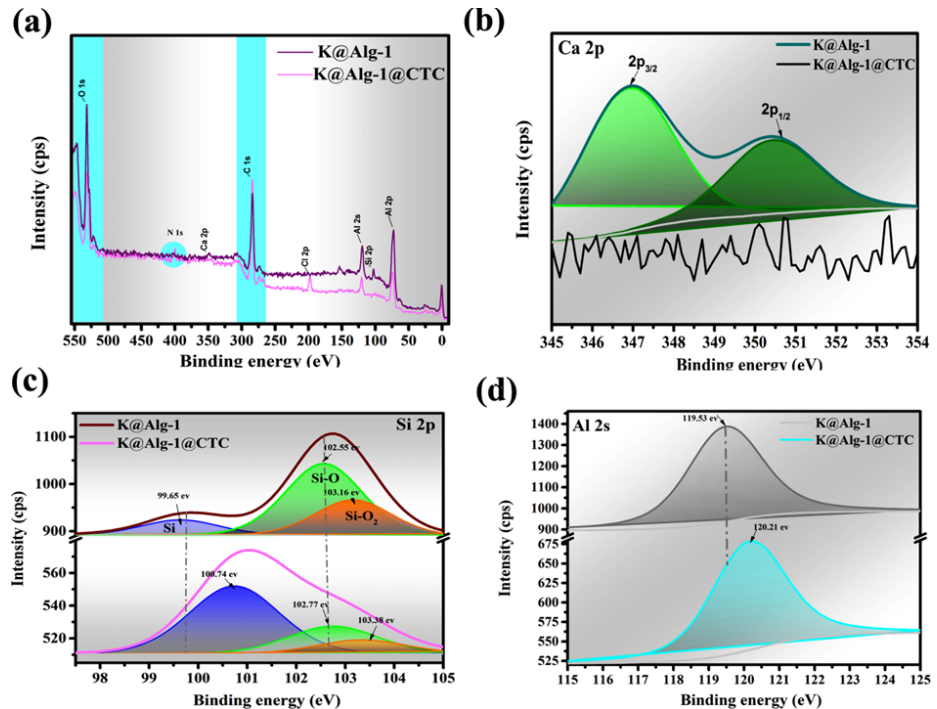 (a)
K@Alg-1
K@Alg-1@CTC
O 1s
N 1s
Ca 2p
C 1s
Cl 2p
Al 2s
Si 2p
Al 2p
Intensity (cps)
550 500 450 400 350 300 250 200 150 100 50 0
Binding energy (eV)
(b)
Ca 2p
K@Alg-1
K@Alg-1@CTC
2p3/2
2p1/2
Intensity (cps)
345 346 347 348 349 350 351 352 353 354
Binding energy (eV)
(c)
K@Alg-1
K@Alg-1@CTC
Si 2p
1100
1000
900
560
540
520
99.65 ev
Si
102.55 ev
Si-O
103.16 ev
Si-O2
100.74 ev
102.77 ev
103.38 ev
Intensity (cps)
98 99 100 101 102 103 104 105
Binding energy (eV)
(d)
Al 2s
119.53 ev
K@Alg-1
K@Alg-1@CTC
1400
1300
1200
1100
1000
900
675
650
625
600
575
550
525
120.21 ev
Intensity (cps)
115 116 117 118 119 120 121 122 123 124 125
Binding energy (eV)